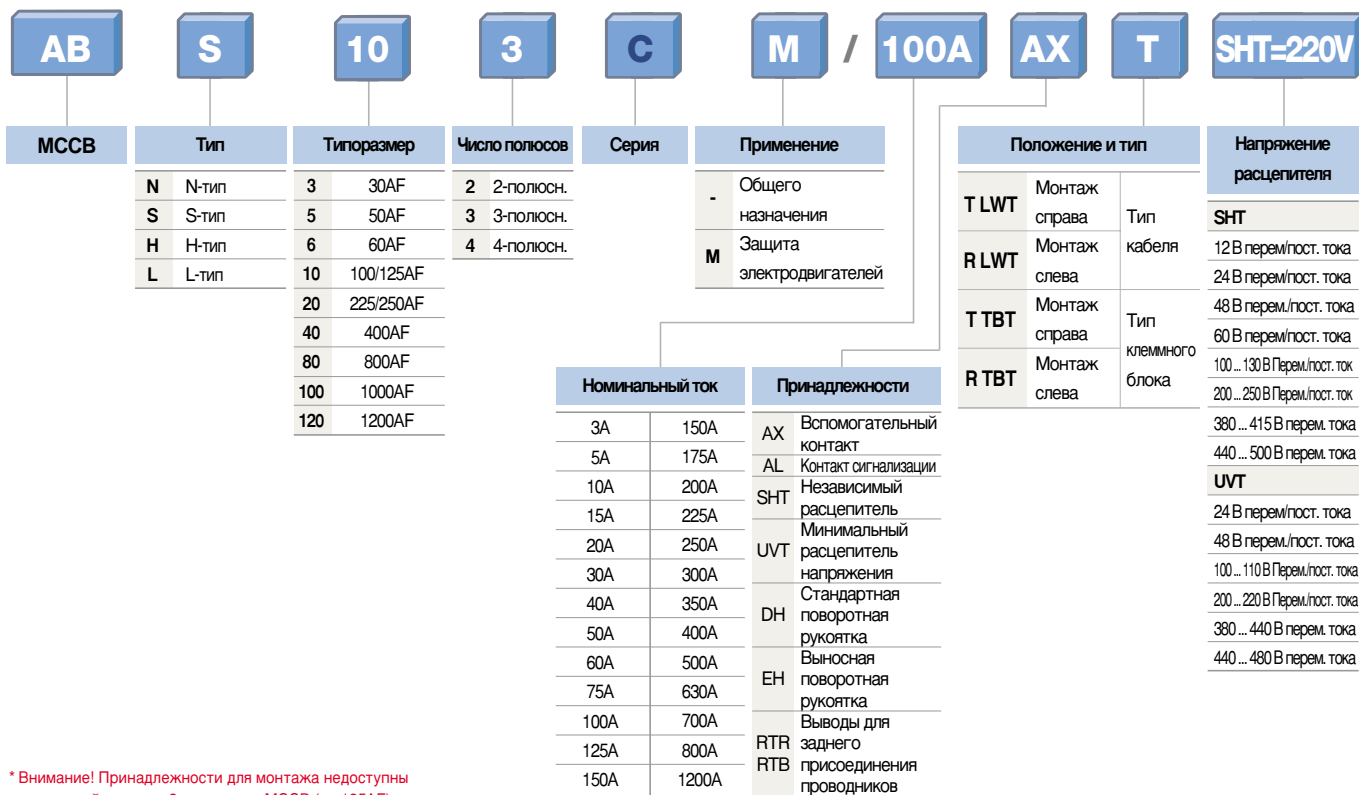 AB S 10 3 C M / 100A AX T SHT=220V
MCCB
Тип
N N-тип
S S-тип
H H-тип
L L-тип
Типоразмер
3 30AF
5 50AF
6 60AF
10 100/125AF
20 225/250AF
40 400AF
80 800AF
100 1000AF
120 1200AF
Число полюсов
2 2-полюсн.
3 3-полюсн.
4 4-полюсн.
Серия
Применение
- Общего
назначения
M Защита
электродвигателей
Номинальный ток
3A 150A
5A 175A
10A 200A
15A 225A
20A 250A
30A 300A
40A 350A
50A 400A
60A 500A
75A 630A
100A 700A
125A 800A
150A 1200A
Принадлежности
AX Вспомогательный
контакт
AL Контакт сигнализации
SHT Независимый
расцепитель
Минимальный
UVT расцепитель
напряжения
Стандартная
DH поворотная
рукоятка
Выносная
EH поворотная
рукоятка
Выводы для
RTR заднего
RTB присоединения
проводников
Положение и тип
T LWT Монтаж
справа
R LWT Монтаж
слева
Тип
кабеля
T TBT Монтаж
справа
R TBT Монтаж
слева
Тип
клеммного
блока
Напряжение
расцепителя
SHT
12 В перем/пост. тока
24 В перем/пост. тока
48 В перем./пост. тока
60 В перем/пост. тока
100 ... 130 В Перем./пост. ток
200 ... 250 В Перем./пост. ток
380 ... 415 В перем. тока
440 ... 500 В перем. тока
UVT
24 В перем/пост. тока
48 В перем./пост. тока
100 ... 110 В Перем./пост. тока
200 ... 220 В Перем./пост. тока
380 ... 440 В перем. тока
440 ... 480 В перем. тока
* Внимание! Принадлежности для монтажа недоступны